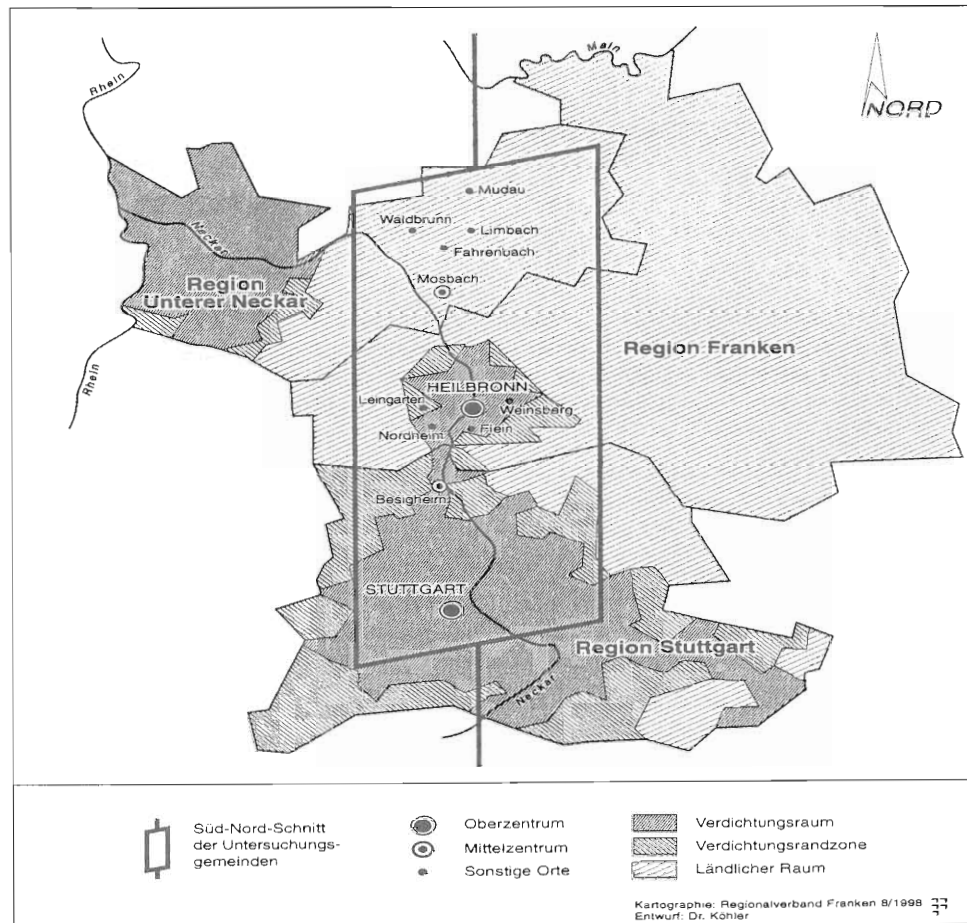 Rhein
Main
NORD
Mudau
Waldbrunn
Limbach
Neckar
Fahrenbach
Region
Unterer Neckar
Mosbach
Region Franken
Rhein
HEILBRONN
Leingarten
Weinsberg
Nordheim
Flein
Besigheim
STUTTGART
Region Stuttgart
Neckar
Süd-Nord-Schnitt
der Untersuchungs-
gemeinden
Oberzentrum
Mittelzentrum
Sonstige Orte
Verdichtungsraum
Verdichtungsrandzone
Ländlicher Raum
Kartographie: Regionalverband Franken 8/1998
Entwurf: Dr. Köhler